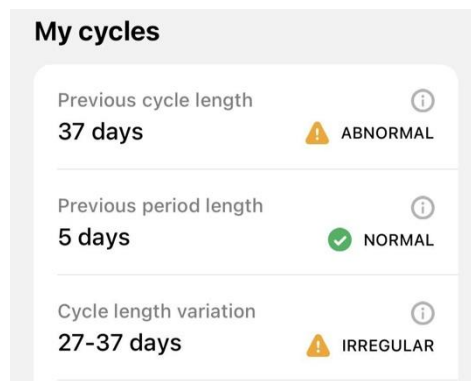 My cycles
Previous cycle length
37 days
ABNORMAL
Previous period length
5 days
NORMAL
Cycle length variation
27-37 days
IRREGULAR